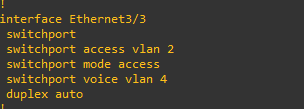 !
interface Ethernet3/3
 switchport
 switchport access vlan 2
 switchport mode access
 switchport voice vlan 4
 duplex auto
!